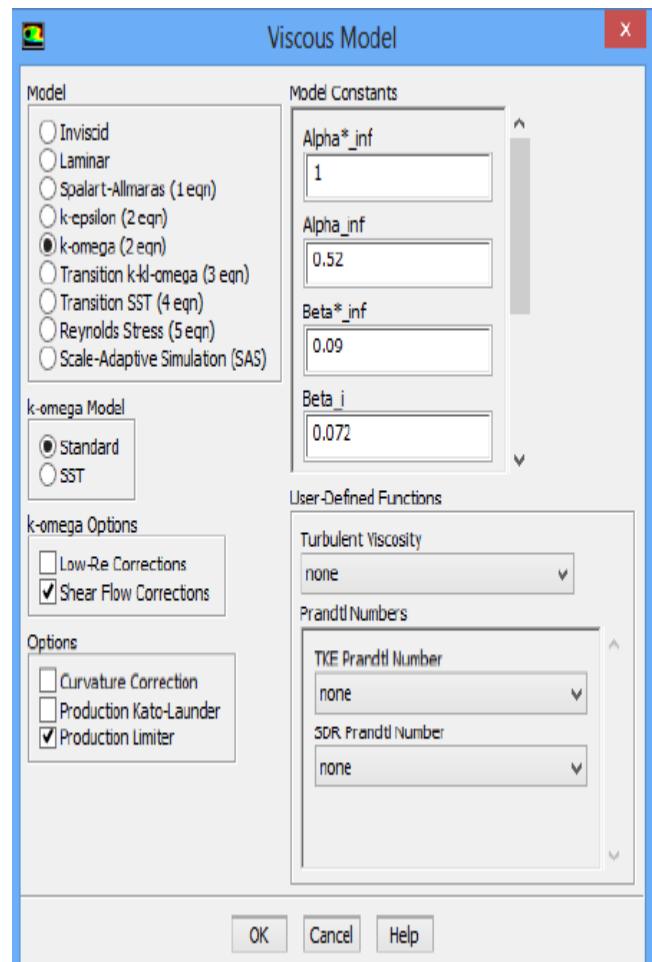 Viscous Model
X
Model
Inviscid
Laminar
Spalart-Allmaras (1 eqn)
k-epsilon (2 eqn)
k-omega (2 eqn)
Transition k-kl-omega (3 eqn)
Transition SST (4 eqn)
Reynolds Stress (5 eqn)
Scale-Adaptive Simulation (SAS)
k-omega Model
Standard
SST
k-omega Options
Low-Re Corrections
Shear Flow Corrections
Options
Curvature Correction
Production Kato-Launder
Production Limiter
Model Constants
Alpha*_inf
1
Alpha_inf
0.52
Beta*_inf
0.09
Beta_i
0.072
User-Defined Functions
Turbulent Viscosity
none
Prandtl Numbers
TKE Prandtl Number
none
SDR Prandtl Number
none
OK Cancel Help